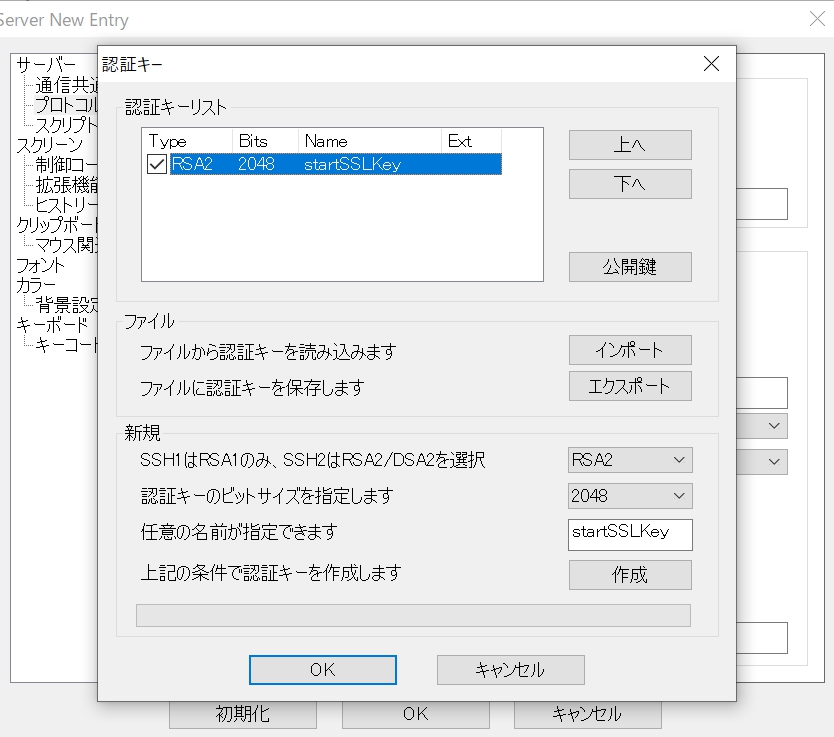 Server New Entry
サーバー
通信共通
プロトコル
スクリプト
スクリーン
制御コー
拡張機能
ヒストリー
クリップボート
マウス関連
フォント
カラー
背景設定
キーボード
キーコート
認証キー
認証キーリスト
Type Bits Name Ext
RSA2 2048 startSSLKey
上へ
下へ
公開鍵
ファイル
ファイルから認証キーを読み込みます インポート
ファイルに認証キーを保存します エクスポート
新規
SSH1はRSA1のみ、SSH2はRSA2/DSA2を選択 RSA2
認証キーのビットサイズを指定します 2048
任意の名前が指定できます startSSLKey
上記の条件で認証キーを作成します 作成
OK キャンセル
初期化 OK キャンセル